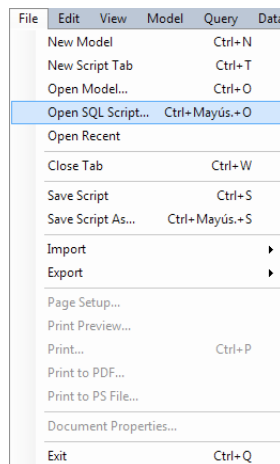 File Edit View Model Query Data
New Model Ctrl+N
New Script Tab Ctrl+T
Open Model... Ctrl+O
Open SQL Script... Ctrl+Mayús.+O
Open Recent
Close Tab Ctrl+W
Save Script Ctrl+S
Save Script As... Ctrl+Mayús.+S
Import
Export
Page Setup...
Print Preview...
Print... Ctrl+P
Print to PDF...
Print to PS File...
Document Properties...
Exit Ctrl+Q